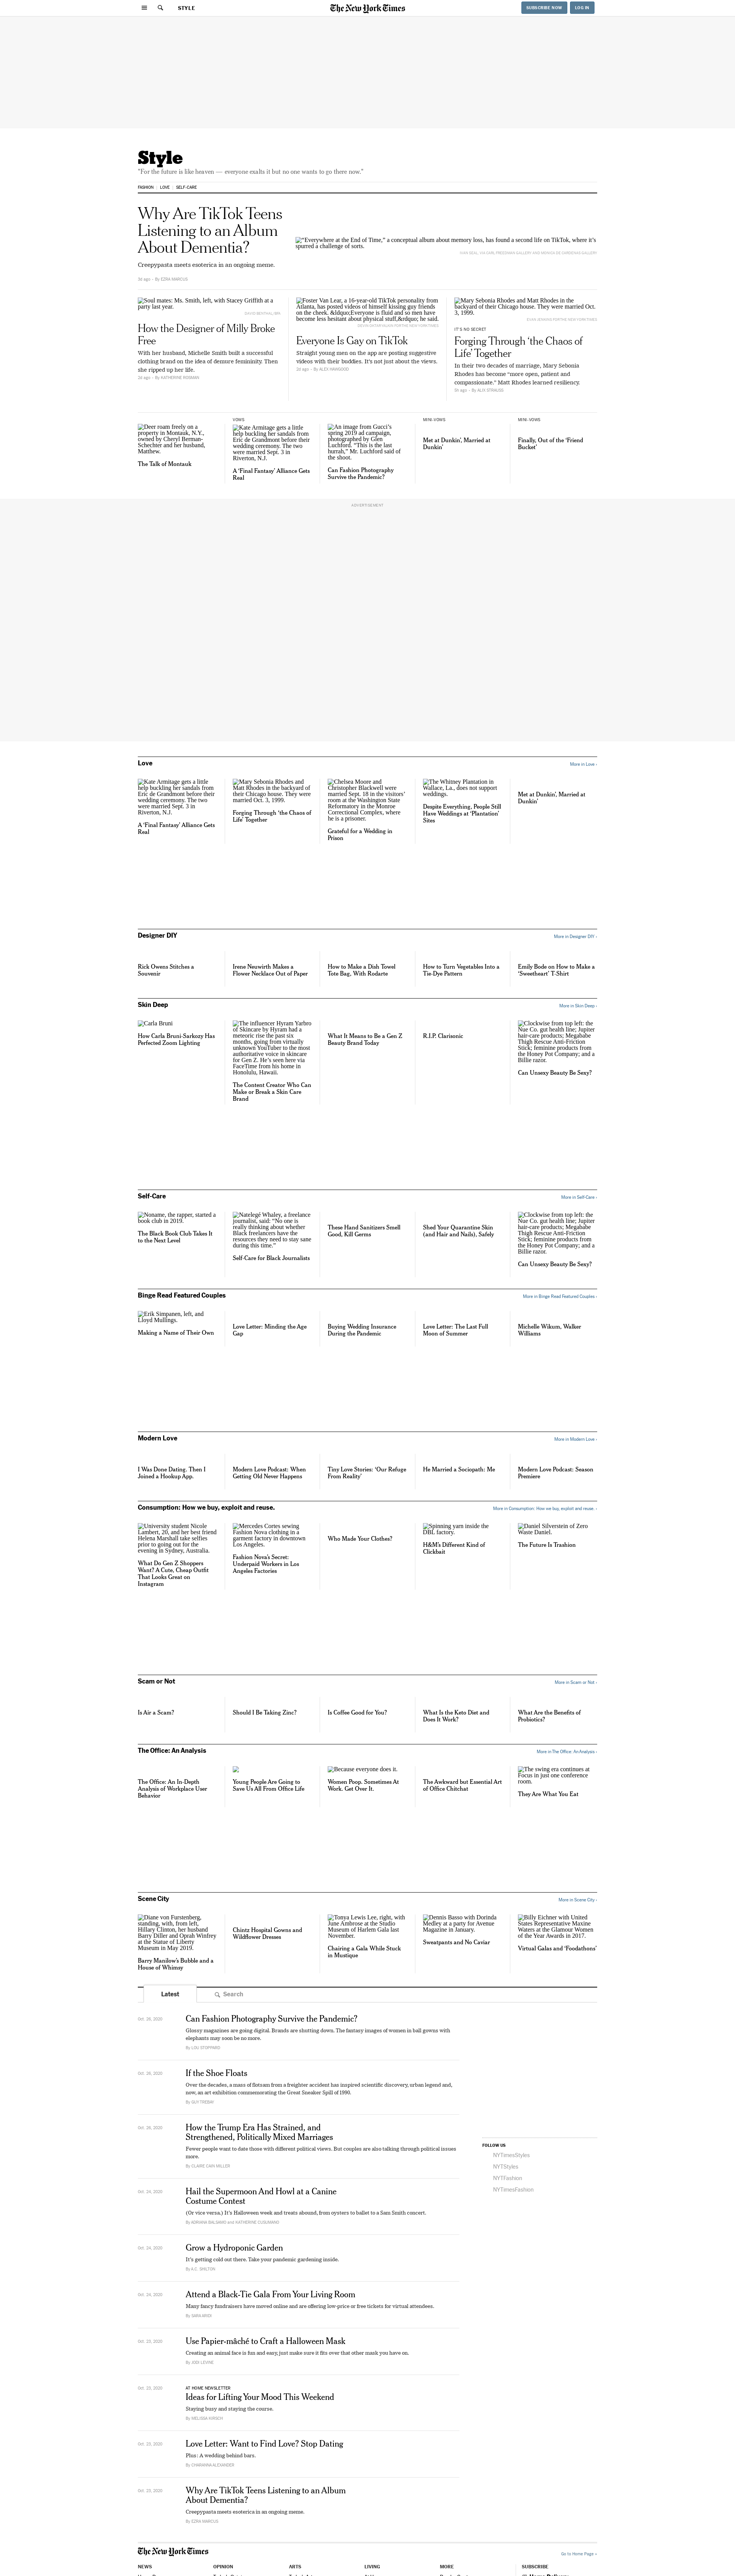 STYLE
The New York Times
SUBSCRIBE NOW
LOG IN
Style
"For the future is like heaven — everyone exalts it but no one wants to go there now."
FASHION
LOVE
SELF-CARE
Why Are TikTok Teens
Listening to an Album
About Dementia?
Creepypasta meets esoterica in an ongoing meme.
By EZRA MARCUS
"Everywhere at the End of Time," a conceptual album about memory loss, has found a second life on TikTok, where it's
spurred a challenge of sorts.
Soul mates: Ms. Smith, left, with Stacey Griffith at a
party last year.
How the Designer of Milly Broke
Free
With her husband, Michelle Smith built a successful
clothing brand on the idea of demure femininity. Then
she ripped up her life.
By KATHERINE ROSMAN
Foster Van Lear, a 16-year-old TikTok personality from
Atlanta, has posted videos of himself kissing guy friends
on the cheek. &ldquo;Everyone is fluid and so men have
become less hesitant about physical stuff,&rdquo; he said.
Everyone Is Gay on TikTok
Straight young men on the app are posting suggestive
videos with their buddies. It's not just about the views.
By ALEX HAWGOOD
Mary Sebonia Rhodes and Matt Rhodes in the
backyard of their Chicago house. They were married Oct.
3, 1999.
IT'S NO SECRET
Forging Through 'the Chaos of
Life' Together
In their two decades of marriage, Mary Sebonia
Rhodes has become "more open, patient and
compassionate." Matt Rhodes learned resiliency.
By ALIX STRAUSS
Deer roam freely on a
property in Montauk, N.Y.,
owned by Cheryl Berman-
Schechter and her husband,
Matthew.
The Talk of Montauk
VOWS
Kate Armitage gets a little
help buckling her sandals from
Eric de Grandmont before their
wedding ceremony. The two
were married Sept. 3 in
Riverton, N.J.
A 'Final Fantasy' Alliance Gets
Real
An image from Gucci's
spring 2019 ad campaign,
photographed by Glen
Luchford. "This is the last
hurrah," Mr. Luchford said of
the shoot.
Can Fashion Photography
Survive the Pandemic?
MINI-VOWS
Met at Dunkin', Married at
Dunkin'
MINI-VOWS
Finally, Out of the 'Friend
Bucket'
ADVERTISEMENT
Love
More in Love ›
Kate Armitage gets a little
help buckling her sandals from
Eric de Grandmont before their
wedding ceremony. The two
were married Sept. 3 in
Riverton, N.J.
A 'Final Fantasy' Alliance Gets
Real
Mary Sebonia Rhodes and
Matt Rhodes in the backyard of
their Chicago house. They were
married Oct. 3, 1999.
Forging Through 'the Chaos of
Life' Together
Chelsea Moore and
Christopher Blackwell were
married Sept. 18 in the visitors'
room at the Washington State
Reformatory in the Monroe
Correctional Complex, where
he is a prisoner.
Grateful for a Wedding in
Prison
The Whitney Plantation in
Wallace, La., does not support
weddings.
Despite Everything, People Still
Have Weddings at 'Plantation'
Sites
Met at Dunkin', Married at
Dunkin'
Designer DIY
More in Designer DIY ›
Rick Owens Stitches a
Souvenir
Irene Neuwirth Makes a
Flower Necklace Out of Paper
How to Make a Dish Towel
Tote Bag, With Rodarte
How to Turn Vegetables Into a
Tie-Dye Pattern
Emily Bode on How to Make a
'Sweetheart' T-Shirt
Skin Deep
More in Skin Deep ›
Carla Bruni
How Carla Bruni-Sarkozy Has
Perfected Zoom Lighting
The influencer Hyram Yarbro
of Skincare by Hyram had a
meteoric rise the past six
months, going from virtually
unknown YouTuber to the most
authoritative voice in skincare
for Gen Z. He's seen here via
FaceTime from his home in
Honolulu, Hawaii.
The Content Creator Who Can
Make or Break a Skin Care
Brand
What It Means to Be a Gen Z
Beauty Brand Today
R.I.P. Clarisonic
Clockwise from top left: the
Nue Co. gut health line; Jupiter
hair-care products; Megababe
Thigh Rescue Anti-Friction
Stick; feminine products from
the Honey Pot Company; and a
Billie razor.
Can Unsexy Beauty Be Sexy?
Self-Care
More in Self-Care ›
Noname, the rapper, started a
book club in 2019.
The Black Book Club Takes It
to the Next Level
Natelegé Whaley, a freelance
journalist, said: "No one is
really thinking about whether
Black freelancers have the
resources they need to stay sane
during this time."
Self-Care for Black Journalists
These Hand Sanitizers Smell
Good, Kill Germs
Shed Your Quarantine Skin
(and Hair and Nails), Safely
Clockwise from top left: the
Nue Co. gut health line; Jupiter
hair-care products; Megababe
Thigh Rescue Anti-Friction
Stick; feminine products from
the Honey Pot Company; and a
Billie razor.
Can Unsexy Beauty Be Sexy?
Binge Read Featured Couples
More in Binge Read Featured Couples ›
Erik Simpanen, left, and
Lloyd Mullings.
Making a Name of Their Own
Love Letter: Minding the Age
Gap
Buying Wedding Insurance
During the Pandemic
Love Letter: The Last Full
Moon of Summer
Michelle Wikum, Walker
Williams
Modern Love
More in Modern Love ›
I Was Done Dating. Then I
Joined a Hookup App.
Modern Love Podcast: When
Getting Old Never Happens
Tiny Love Stories: 'Our Refuge
From Reality'
He Married a Sociopath: Me
Modern Love Podcast: Season
Premiere
Consumption: How we buy, exploit and reuse.
More in Consumption: How we buy, exploit and reuse. ›
University student Nicole
Lambert, 20, and her best friend
Helena Marshall take selfies
prior to going out for the
evening in Sydney, Australia.
What Do Gen Z Shoppers
Want? A Cute, Cheap Outfit
That Looks Great on
Instagram
Mercedes Cortes sewing
Fashion Nova clothing in a
garment factory in downtown
Los Angeles.
Fashion Nova's Secret:
Underpaid Workers in Los
Angeles Factories
Who Made Your Clothes?
Spinning yarn inside the
DBL factory.
H&M's Different Kind of
Clickbait
Daniel Silverstein of Zero
Waste Daniel.
The Future Is Trashion
Scam or Not
More in Scam or Not ›
Is Air a Scam?
Should I Be Taking Zinc?
Is Coffee Good for You?
What Is the Keto Diet and
Does It Work?
What Are the Benefits of
Probiotics?
The Office: An Analysis
More in The Office: An Analysis ›
The Office: An In-Depth
Analysis of Workplace User
Behavior
Young People Are Going to
Save Us All From Office Life
Because everyone does it.
Women Poop. Sometimes At
Work. Get Over It.
The Awkward but Essential Art
of Office Chitchat
The swing era continues at
Focus in just one conference
room.
They Are What You Eat
Scene City
More in Scene City ›
Diane von Furstenberg,
standing, with, from left,
Hillary Clinton, her husband
Barry Diller and Oprah Winfrey
at the Statue of Liberty
Museum in May 2019.
Barry Manilow's Bubble and a
House of Whimsy
Chintz Hospital Gowns and
Wildflower Dresses
Tonya Lewis Lee, right, with
June Ambrose at the Studio
Museum of Harlem Gala last
November.
Chairing a Gala While Stuck
in Mustique
Dennis Basso with Dorinda
Medley at a party for Avenue
Magazine in January.
Sweatpants and No Caviar
Billy Eichner with United
States Representative Maxine
Waters at the Glamour Women
of the Year Awards in 2017.
Virtual Galas and 'Foodathons'
Latest
Search
Can Fashion Photography Survive the Pandemic?
Glossy magazines are going digital. Brands are shutting down. The fantasy images of women in ball gowns with
elephants may soon be no more.
By LOU STOPPARD
If the Shoe Floats
Over the decades, a mass of flotsam from a freighter accident has inspired scientific discovery, urban legend and,
now, an art exhibition commemorating the Great Sneaker Spill of 1990.
By GUY TREBAY
How the Trump Era Has Strained, and
Strengthened, Politically Mixed Marriages
Fewer people want to date those with different political views. But couples are also talking through political issues
more.
By CLAIRE CAIN MILLER
Oct. 24, 2020
Hail the Supermoon And Howl at a Canine
Costume Contest
(Or vice versa.) It's Halloween week and treats abound, from oysters to ballet to a Sam Smith concert.
By ADRIANA BALSAMO and KATHERINE CUSUMANO
Oct. 24, 2020
Grow a Hydroponic Garden
It's getting cold out there. Take your pandemic gardening inside.
By A.C. SHILTON
Oct. 24, 2020
Attend a Black-Tie Gala From Your Living Room
Many fancy fundraisers have moved online and are offering low-price or free tickets for virtual attendees.
Use Papier-mâché to Craft a Halloween Mask
Creating an animal face is fun and easy, just make sure it fits over that other mask you have on.
AT HOME NEWSLETTER
Ideas for Lifting Your Mood This Weekend
Staying busy and staying the course.
By MELISSA KIRSCH
Love Letter: Want to Find Love? Stop Dating
Plus: A wedding behind bars.
By CHARANNA ALEXANDER
Why Are TikTok Teens Listening to an Album
About Dementia?
Creepypasta meets esoterica in an ongoing meme.
By EZRA MARCUS
FOLLOW US
NYTimesStyles
NYTStyles
NYTFashion
NYTimesFashion
The New York Times
Go to Home Page »
NEWS
OPINION
ARTS
LIVING
MORE
SUBSCRIBE